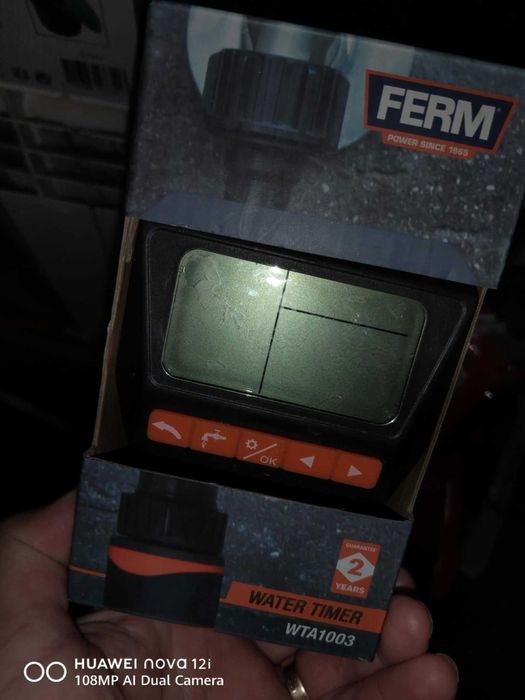 FERM®
POWER SINCE 1965
OK
GUARANTEE
2
YEARS
WATER TIMER
WTA1003
HUAWEI nova 12i
108MP AI Dual Camera